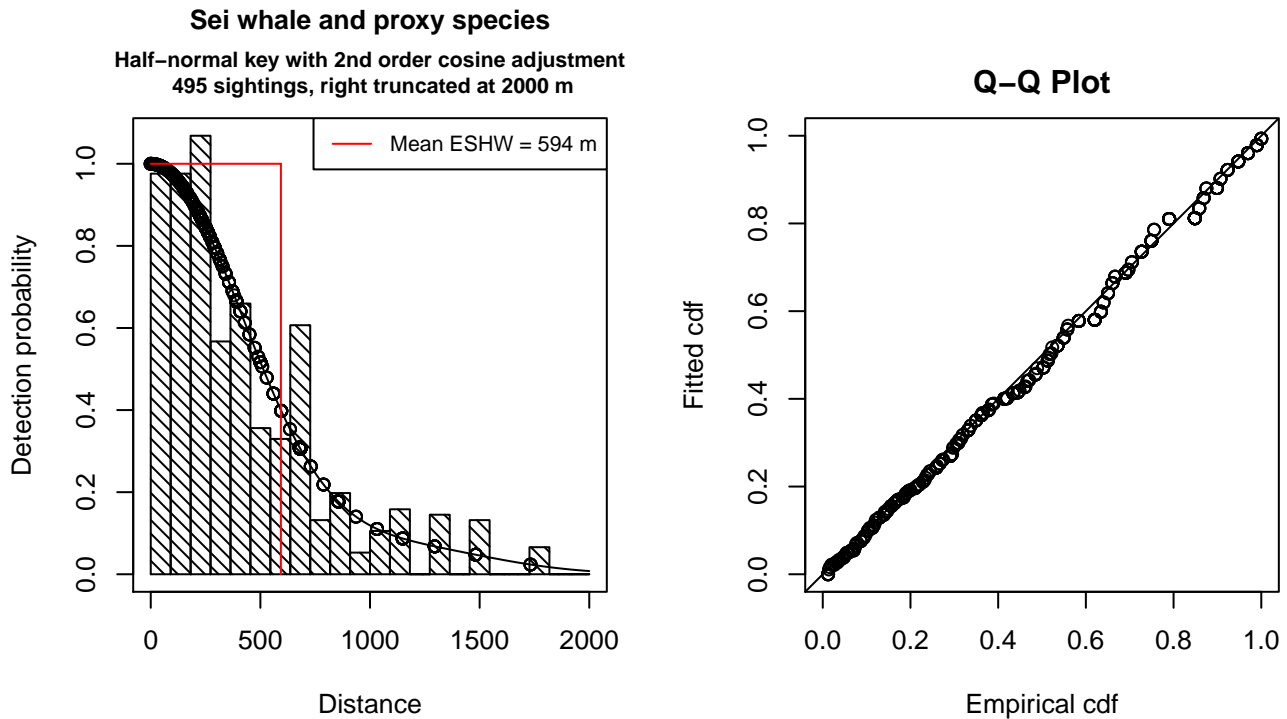 Sei whale and proxy species
Half−normal key with 2nd order cosine adjustment
495 sightings, right truncated at 2000 m
Mean ESHW = 594 m
Detection probability
0.0
0.2
0.4
0.6
0.8
1.0
0
500
1000
1500
2000
Distance
Q−Q Plot
Fitted cdf
0.0
0.2
0.4
0.6
0.8
1.0
0.0
0.2
0.4
0.6
0.8
1.0
Empirical cdf